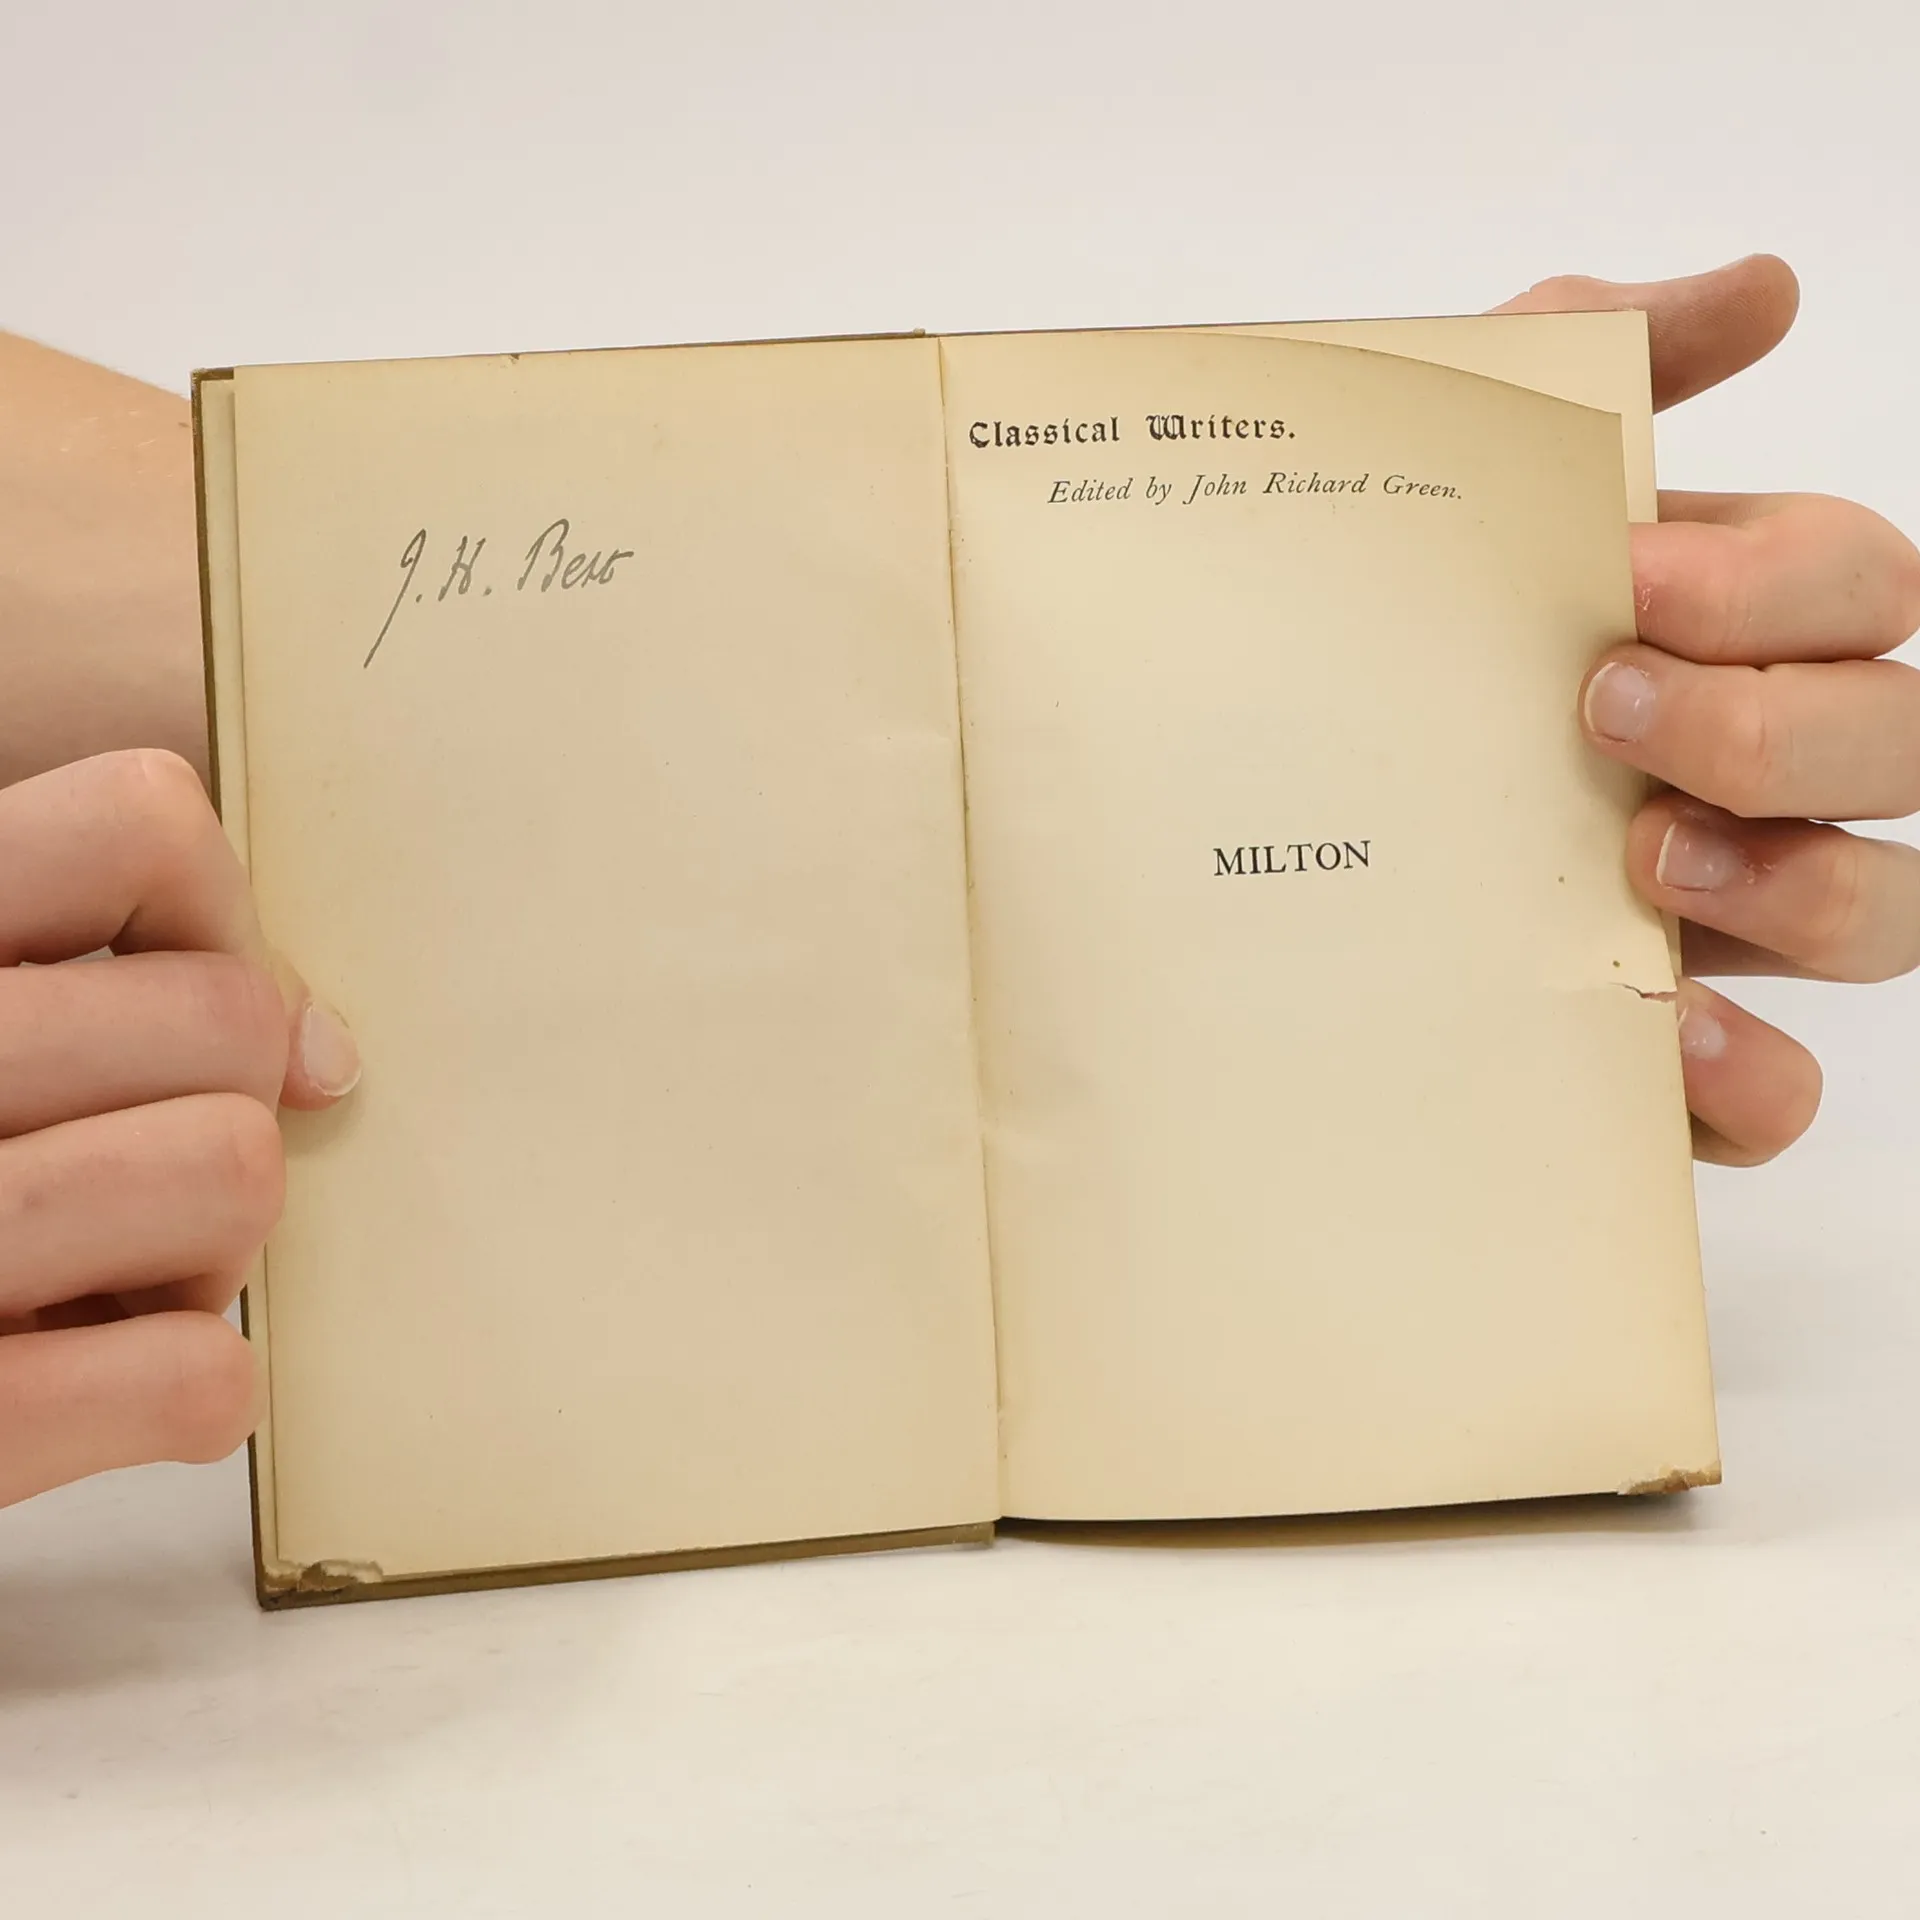 J. H. Best
Classical Writers.
Edited by John Richard Green.
MILTON